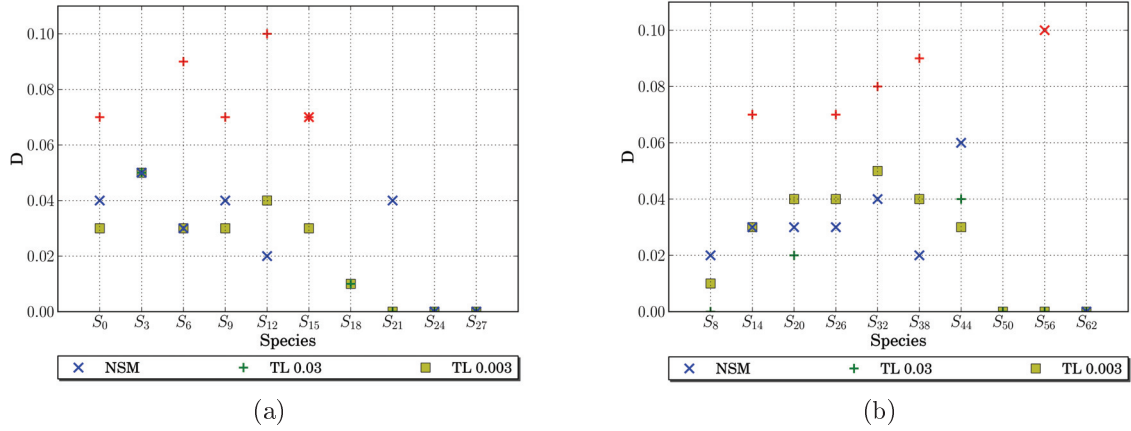 0.10
0.08
0.06
0.04
0.02
0.00
D
S0 S3 S6 S9 S12 S15 S18 S21 S24 S27
Species
NSM TL 0.03 TL 0.003
(a)
0.10
0.08
0.06
0.04
0.02
0.00
D
S8 S14 S20 S26 S32 S38 S44 S50 S56 S62
Species
NSM TL 0.03 TL 0.003
(b)